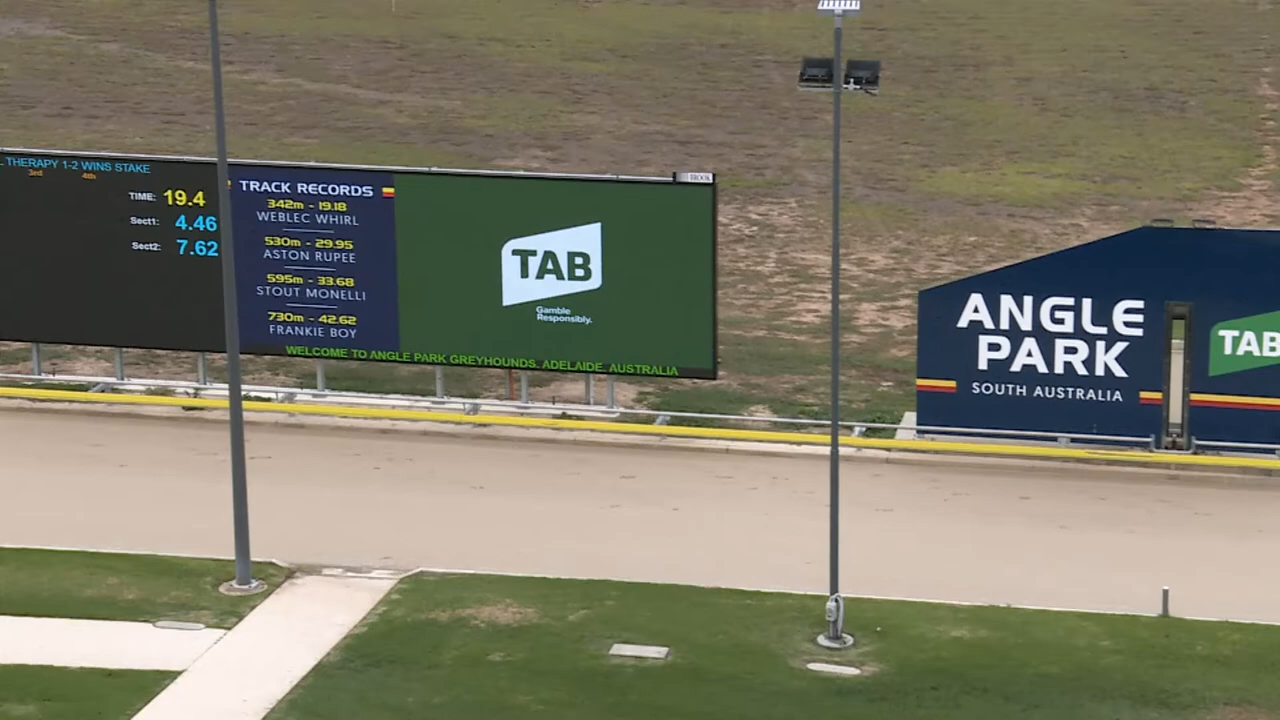 THERAPY 1-2 WINS STAKE
3rd 4th
TIME: 19.4
Sect1: 4.46
Sect2: 7.62
TRACK RECORDS
342m - 19.18
WEBLEC WHIRL
530m - 29.95
ASTON RUPEE
595m - 33.68
STOUT MONELLI
730m - 42.62
FRANKIE BOY
TAB
Gamble
Responsibly.
WELCOME TO ANGLE PARK GREYHOUNDS. ADELAIDE. AUSTRALIA
ANGLE
PARK
SOUTH AUSTRALIA
TAB